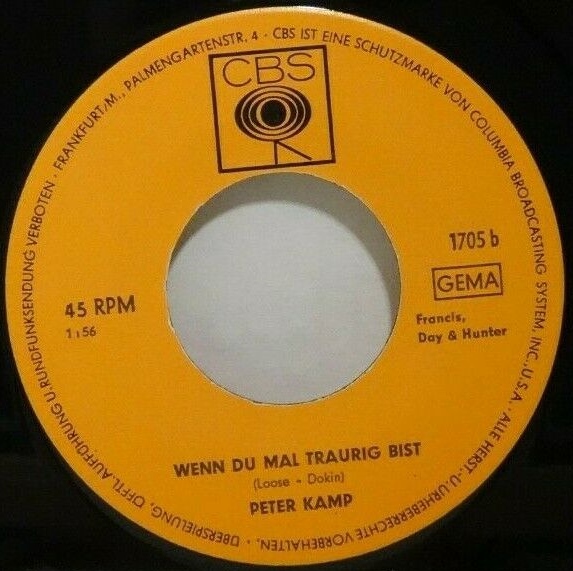 FRANKFURT/M., PALMENGARTENSTR. 4 · CBS IST EINE SCHUTZMARKE VON COLUMBIA BROADCASTING SYSTEM, INC., U.S.A. · ALLE HERST.-U.URHEBERRECHTE VORBEHALTEN. · ÜBERSPIELUNG, ÖFFTL.AUFFÜHRUNG U.RUNDFUNKSENDUNG VERBOTEN ·
CBS
1705 b
GEMA
Francis,
Day & Hunter
45 RPM
1:56
WENN DU MAL TRAURIG BIST
(Loose - Dokin)
PETER KAMP